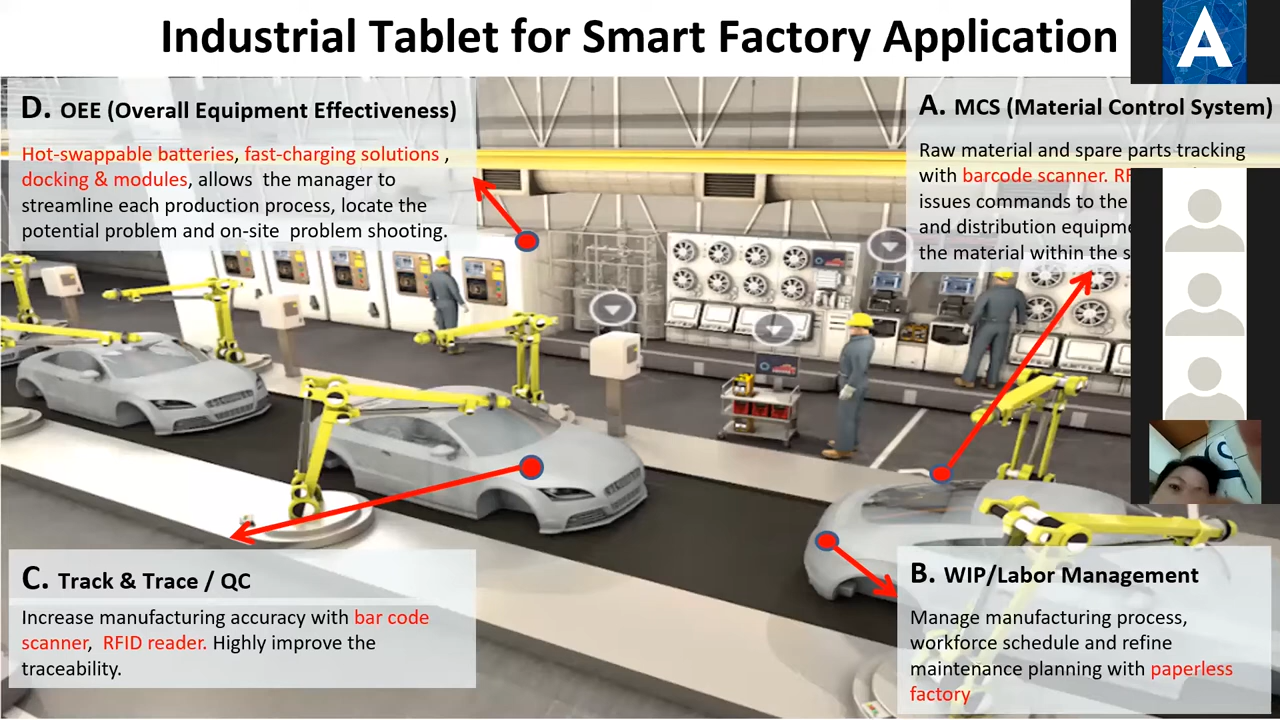 Industrial Tablet for Smart Factory Application
A
D. OEE (Overall Equipment Effectiveness)
Hot-swappable batteries, fast-charging solutions ,
docking & modules, allows the manager to
streamline each production process, locate the
potential problem and on-site problem shooting.
A. MCS (Material Control System)
Raw material and spare parts tracking
with barcode scanner.
issues commands to the
and distribution
the material within the
C. Track & Trace / QC
Increase manufacturing accuracy with bar code
scanner, RFID reader. Highly improve the
traceability.
B. WIP/Labor Management
Manage manufacturing process,
workforce schedule and refine
maintenance planning with paperless
factory